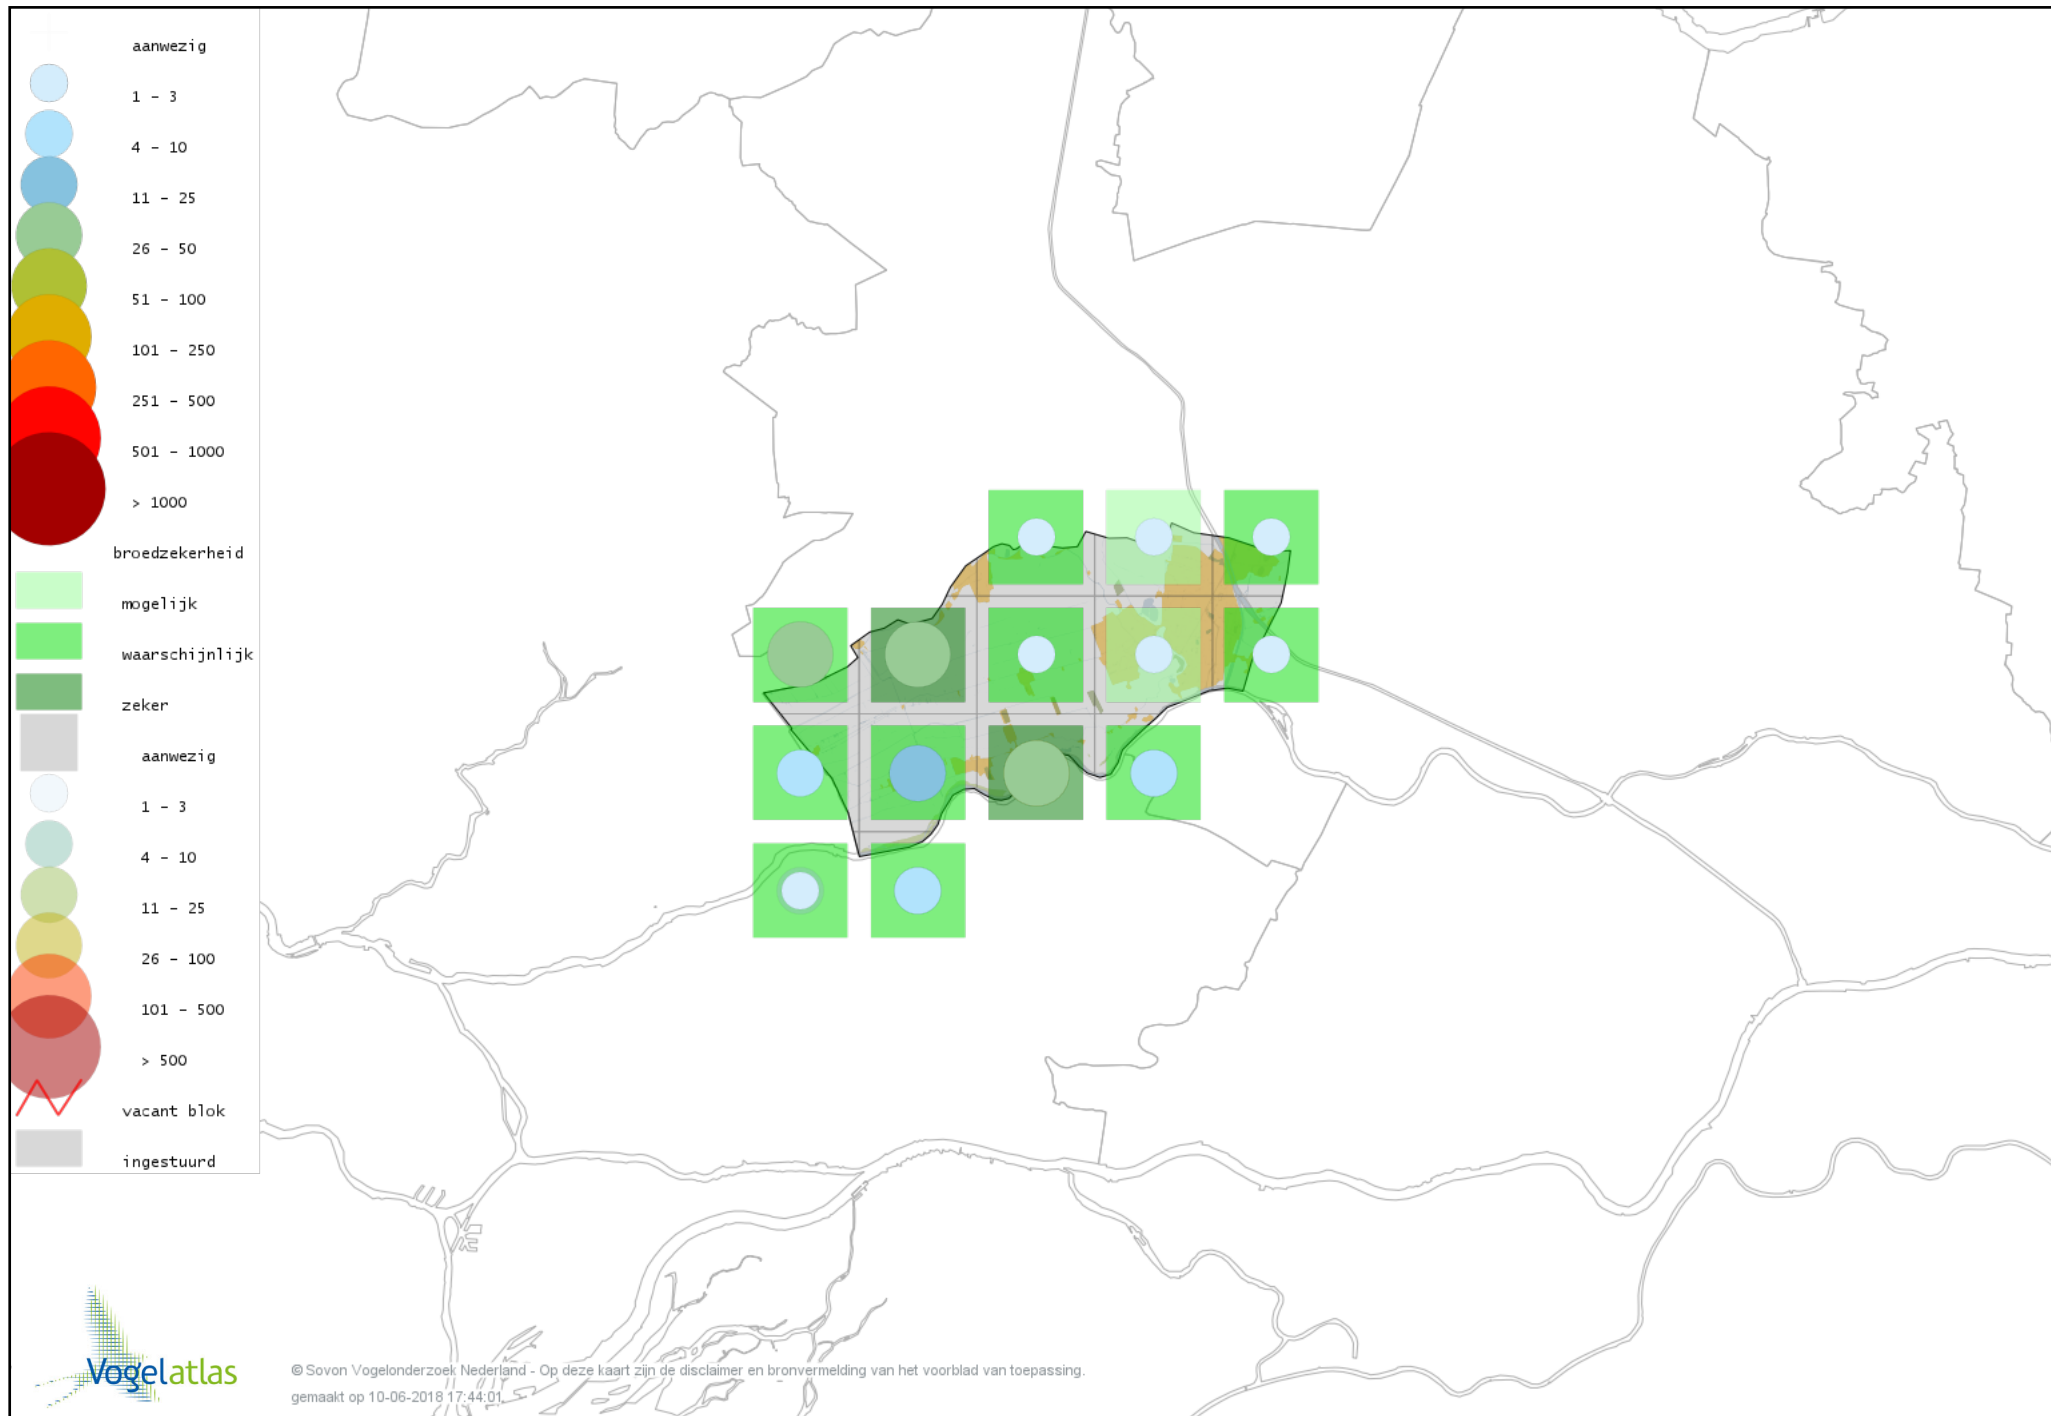 aanwezig
1 - 3
4 - 10
11 - 25
26 - 50
51 - 100
101 - 250
251 - 500
501 - 1000
> 1000
broedzekerheid
mogelijk
waarschijnlijk
zeker
aanwezig
1 - 3
4 - 10
11 - 25
26 - 100
101 - 500
> 500
vacant blok
ingestuurd
Vogelatlas
© Sovon Vogelonderzoek Nederland - Op deze kaart zijn de disclaimer en bronvermelding van het voorblad van toepassing.
gemaakt op 10-06-2018 17:44:01